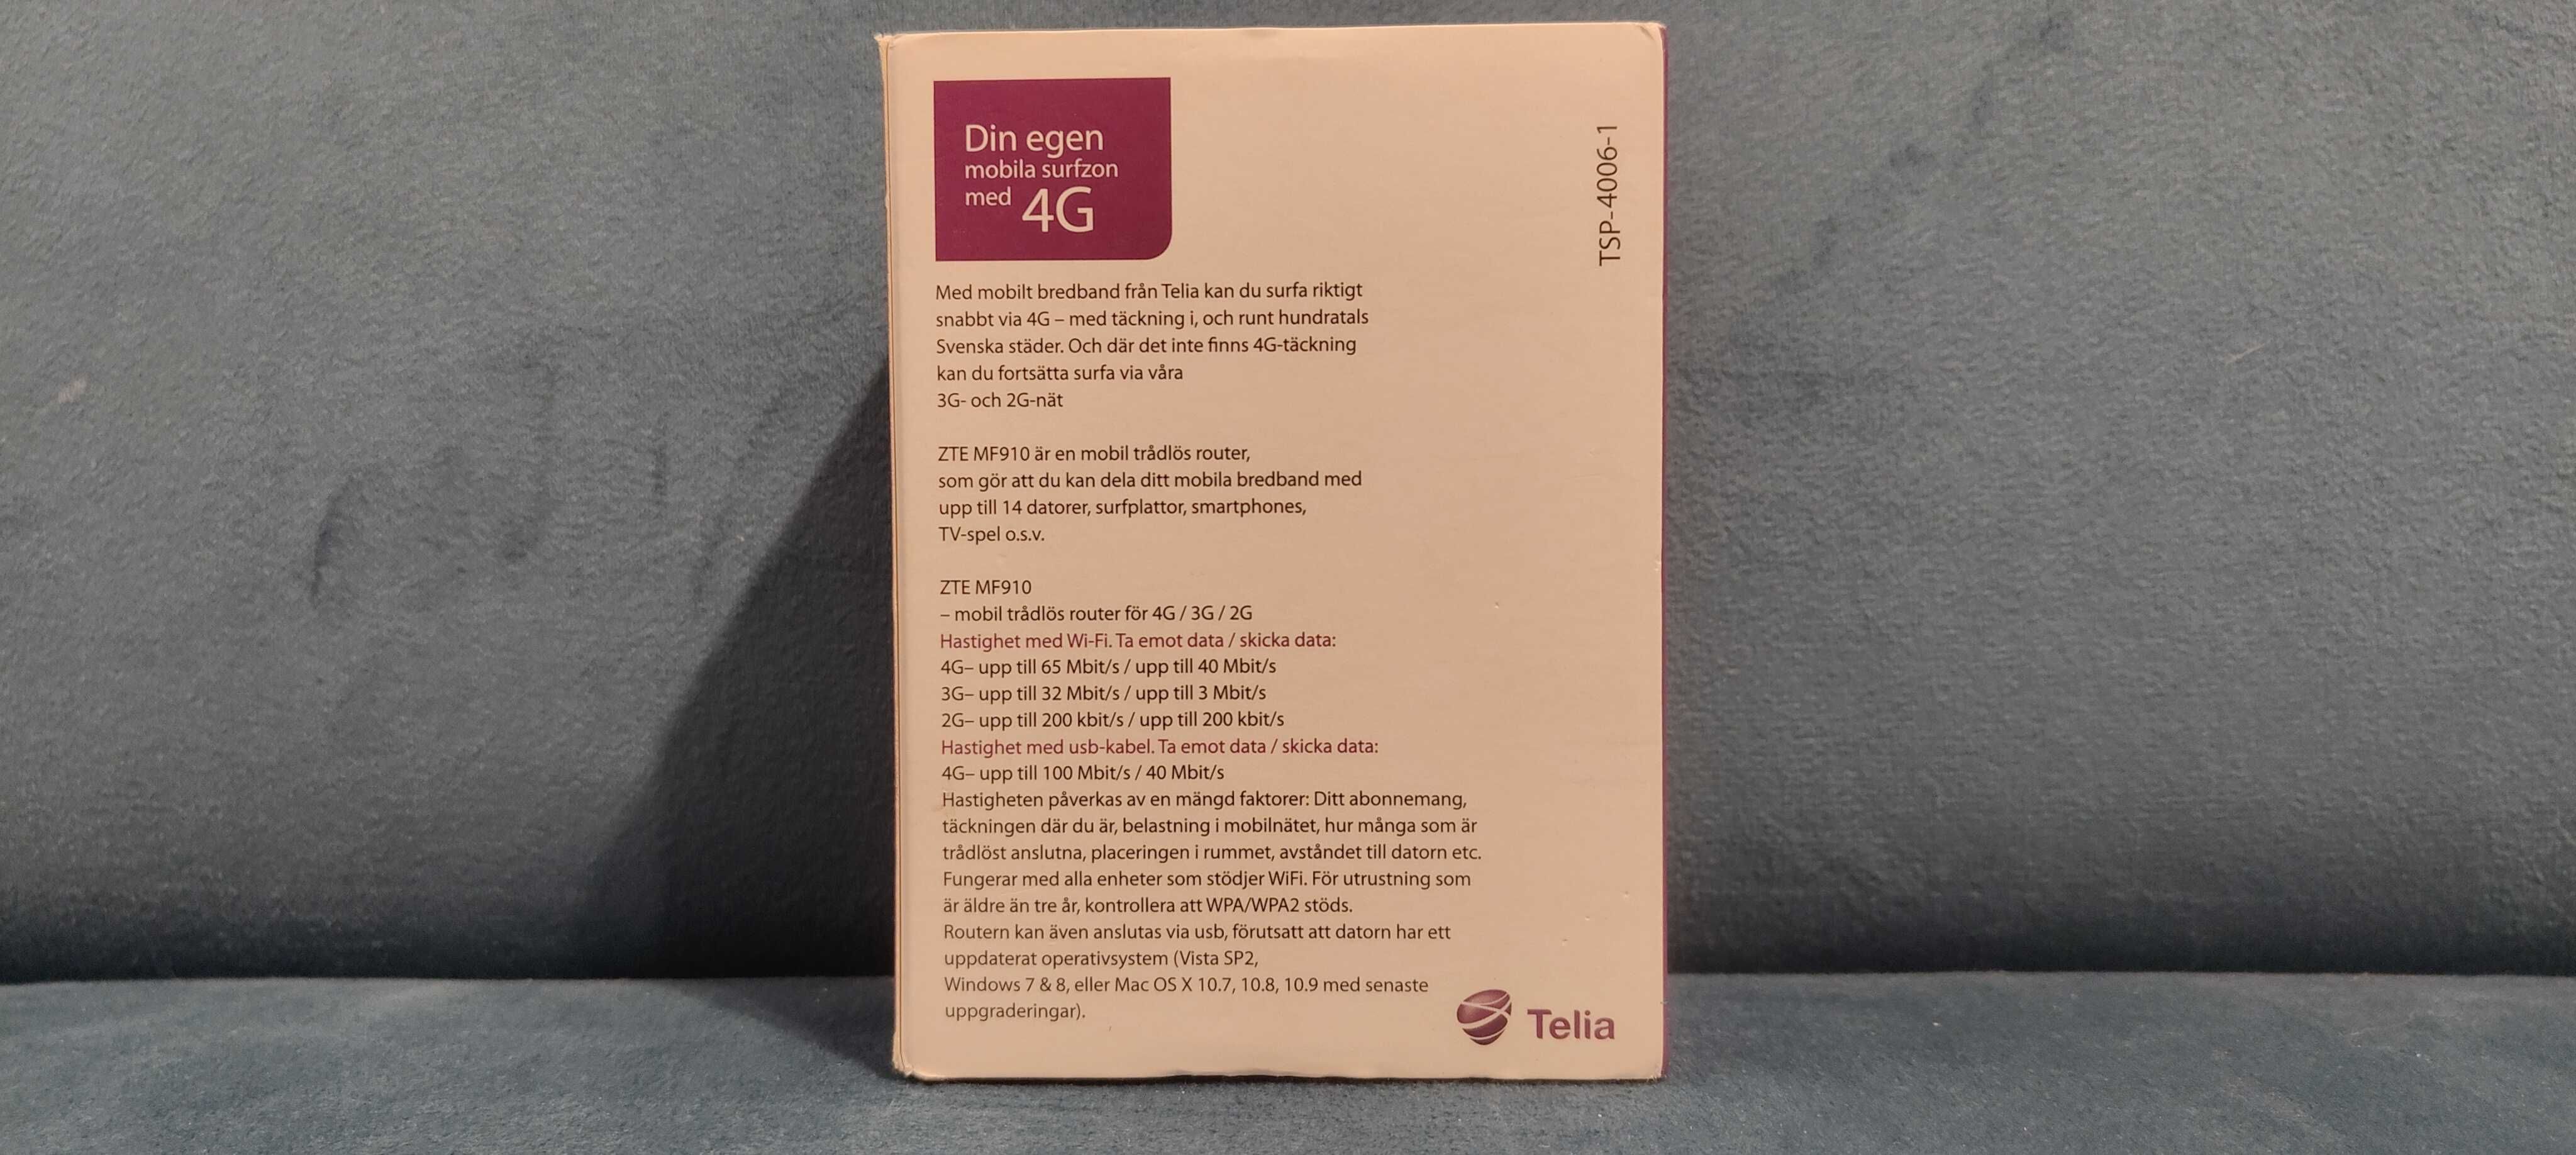 Din egen
mobila surfzon
med 4G
TSP-4006-1
Med mobilt bredband från Telia kan du surfa riktigt
snabbt via 4G – med täckning i, och runt hundratals
Svenska städer. Och där det inte finns 4G-täckning
kan du fortsätta surfa via våra
3G- och 2G-nät
ZTE MF910 är en mobil trådlös router,
som gör att du kan dela ditt mobila bredband med
upp till 14 datorer, surfplattor, smartphones,
TV-spel o.s.v.
ZTE MF910
– mobil trådlös router för 4G / 3G / 2G
Hastighet med Wi-Fi. Ta emot data / skicka data:
4G– upp till 65 Mbit/s / upp till 40 Mbit/s
3G– upp till 32 Mbit/s / upp till 3 Mbit/s
2G– upp till 200 kbit/s / upp till 200 kbit/s
Hastighet med usb-kabel. Ta emot data / skicka data:
4G– upp till 100 Mbit/s / 40 Mbit/s
Hastigheten påverkas av en mängd faktorer: Ditt abonnemang,
täckningen där du är, belastning i mobilnätet, hur många som är
trådlöst anslutna, placeringen i rummet, avståndet till datorn etc.
Fungerar med alla enheter som stödjer WiFi. För utrustning som
är äldre än tre år, kontrollera att WPA/WPA2 stöds.
Routern kan även anslutas via usb, förutsatt att datorn har ett
uppdaterat operativsystem (Vista SP2,
Windows 7 & 8, eller Mac OS X 10.7, 10.8, 10.9 med senaste
uppgraderingar).
Telia